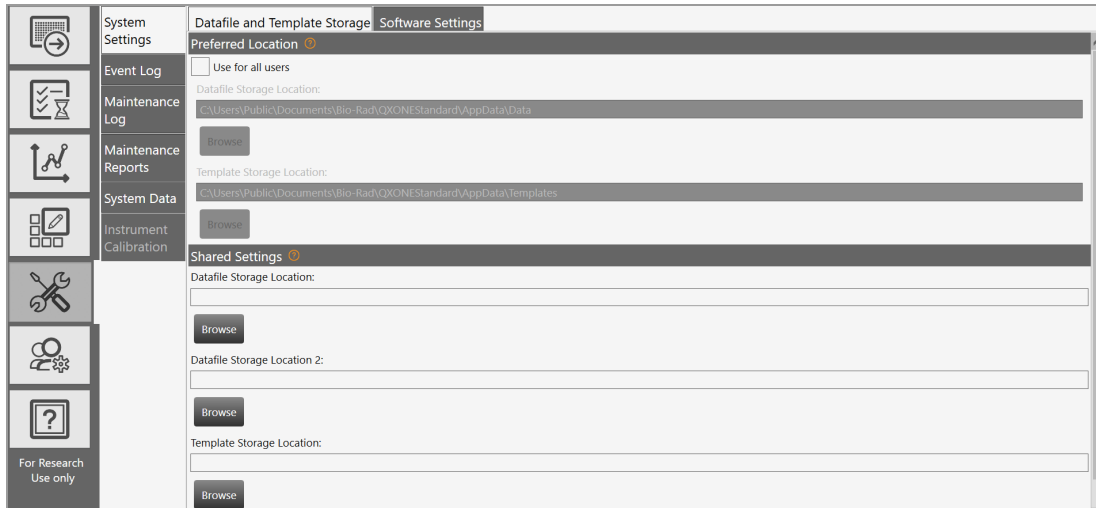 System
Settings
Event Log
Maintenance
Log
Maintenance
Reports
System Data
Instrument
Calibration
For Research
Use only
Datafile and Template Storage
Software Settings
Preferred Location ?
Use for all users
Datafile Storage Location:
C:\Users\Public\Documents\Bio-Rad\QXONEStandard\AppData\Data
Browse
Template Storage Location:
C:\Users\Public\Documents\Bio-Rad\QXONEStandard\AppData\Templates
Browse
Shared Settings ?
Datafile Storage Location:
Browse
Datafile Storage Location 2:
Browse
Template Storage Location:
Browse